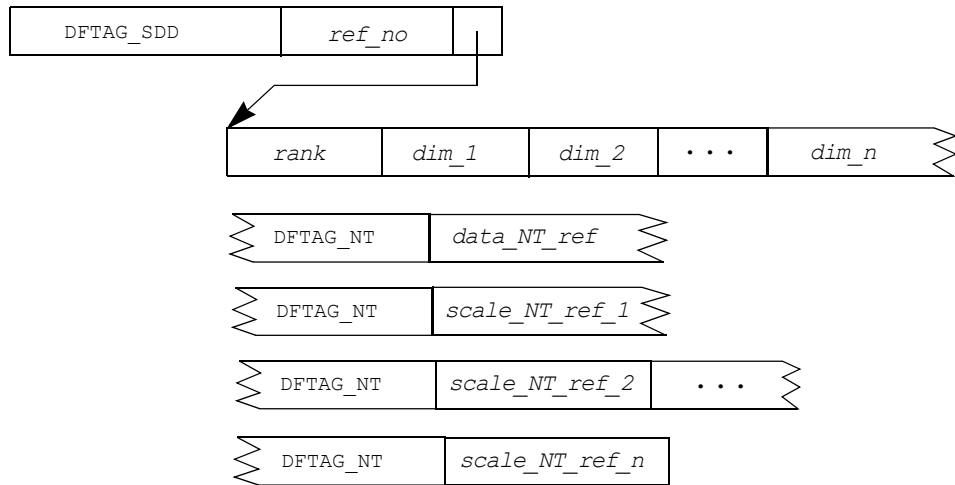 DFTAG_SDD ref_no
rank dim_1 dim_2 ... dim_n
DFTAG_NT data_NT_ref
DFTAG_NT scale_NT_ref_1
DFTAG_NT scale_NT_ref_2 ...
DFTAG_NT scale_NT_ref_n